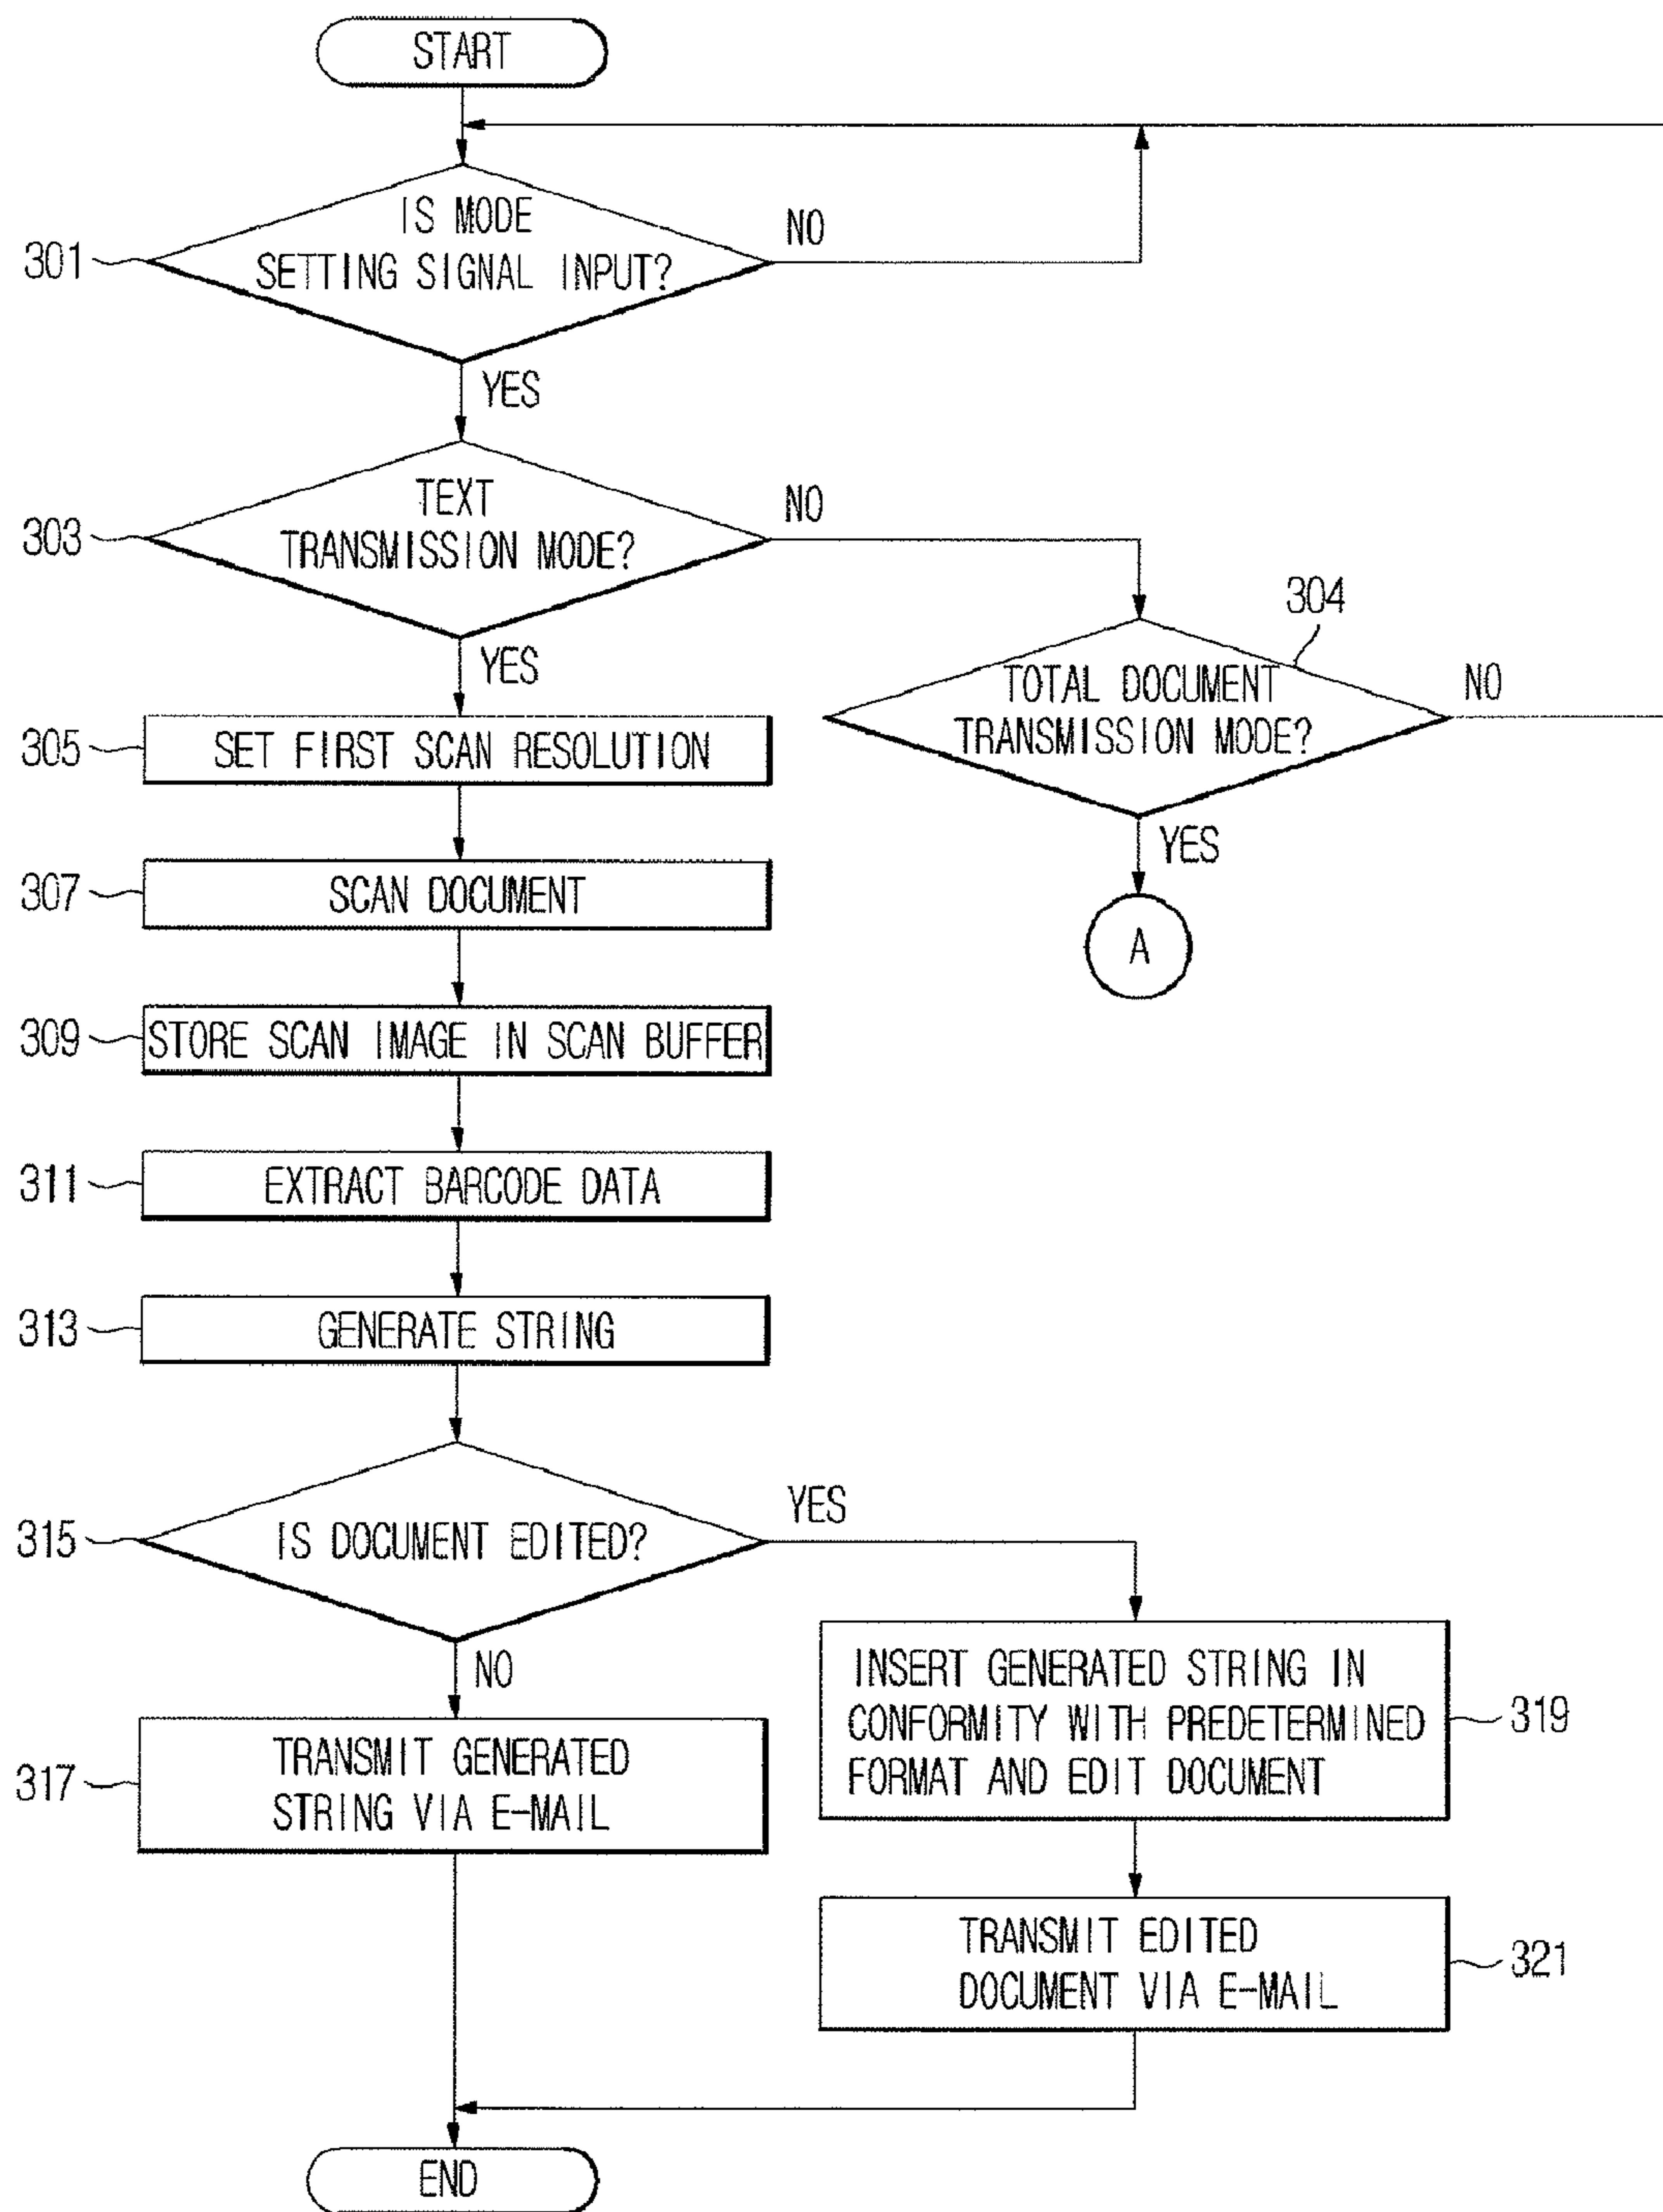 START
IS MODE
SETTING SIGNAL INPUT?
301
NO
YES
TEXT
TRANSMISSION MODE?
303
NO
YES
304
TOTAL DOCUMENT
TRANSMISSION MODE?
NO
YES
A
305
SET FIRST SCAN RESOLUTION
307
SCAN DOCUMENT
309
STORE SCAN IMAGE IN SCAN BUFFER
311
EXTRACT BARCODE DATA
313
GENERATE STRING
315
IS DOCUMENT EDITED?
YES
NO
317
TRANSMIT GENERATED
STRING VIA E-MAIL
INSERT GENERATED STRING IN
CONFORMITY WITH PREDETERMINED
FORMAT AND EDIT DOCUMENT
319
TRANSMIT EDITED
DOCUMENT VIA E-MAIL
321
END